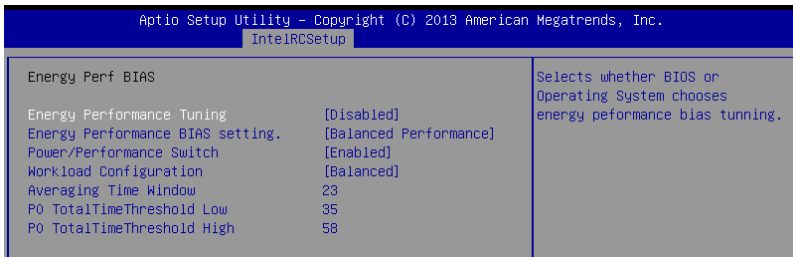 Aptio Setup Utility – Copyright (C) 2013 American Megatrends, Inc.
IntelRCSetup
Energy Perf BIAS
Energy Performance Tuning [Disabled]
Energy Performance BIAS setting. [Balanced Performance]
Power/Performance Switch [Enabled]
Workload Configuration [Balanced]
Averaging Time Window 23
P0 TotalTimeThreshold Low 35
P0 TotalTimeThreshold High 58
Selects whether BIOS or
Operating System chooses
energy peformance bias tunning.